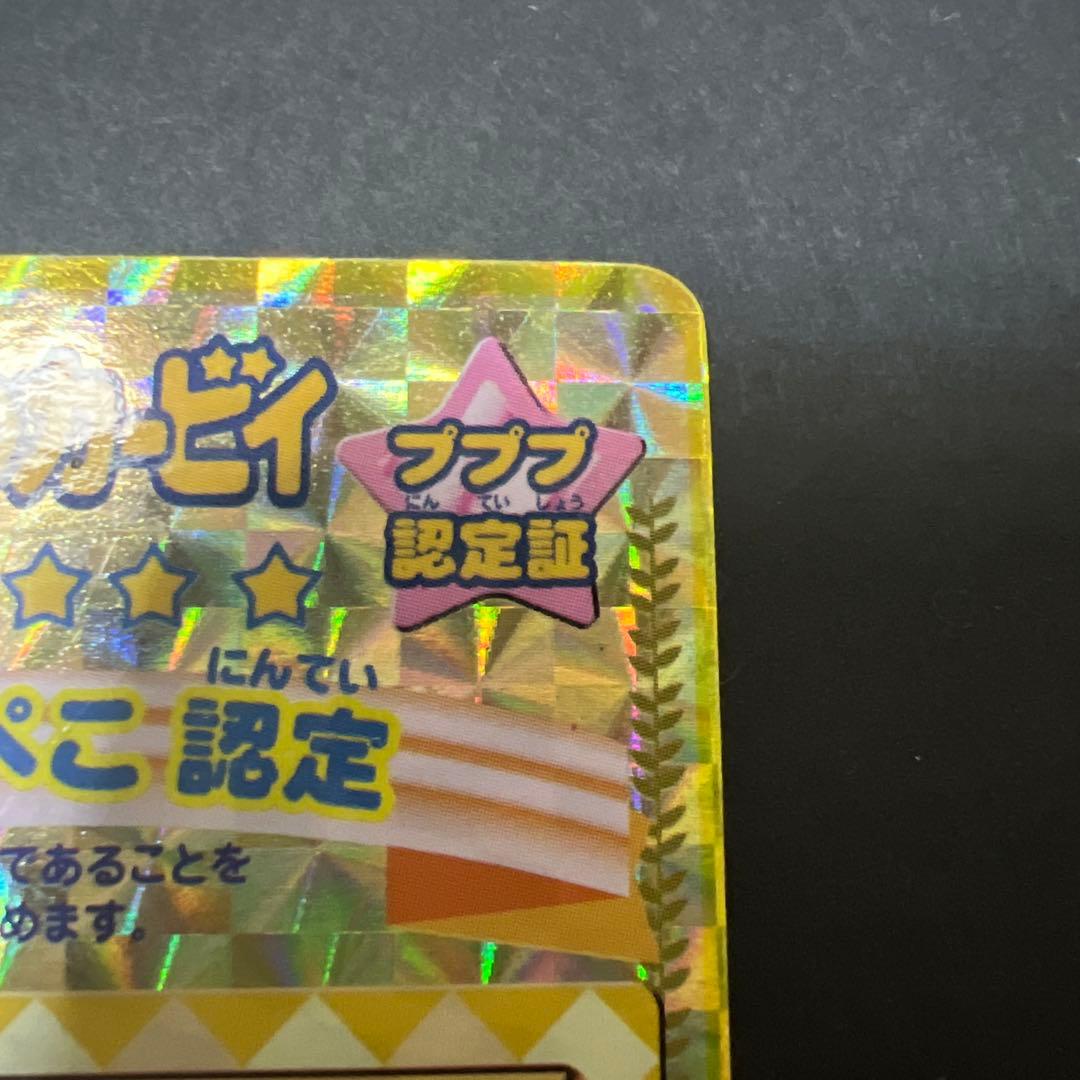 カービィ
プププ
にんていしょう
認定証
にんてい
ぺこ認定
であることを
めます。